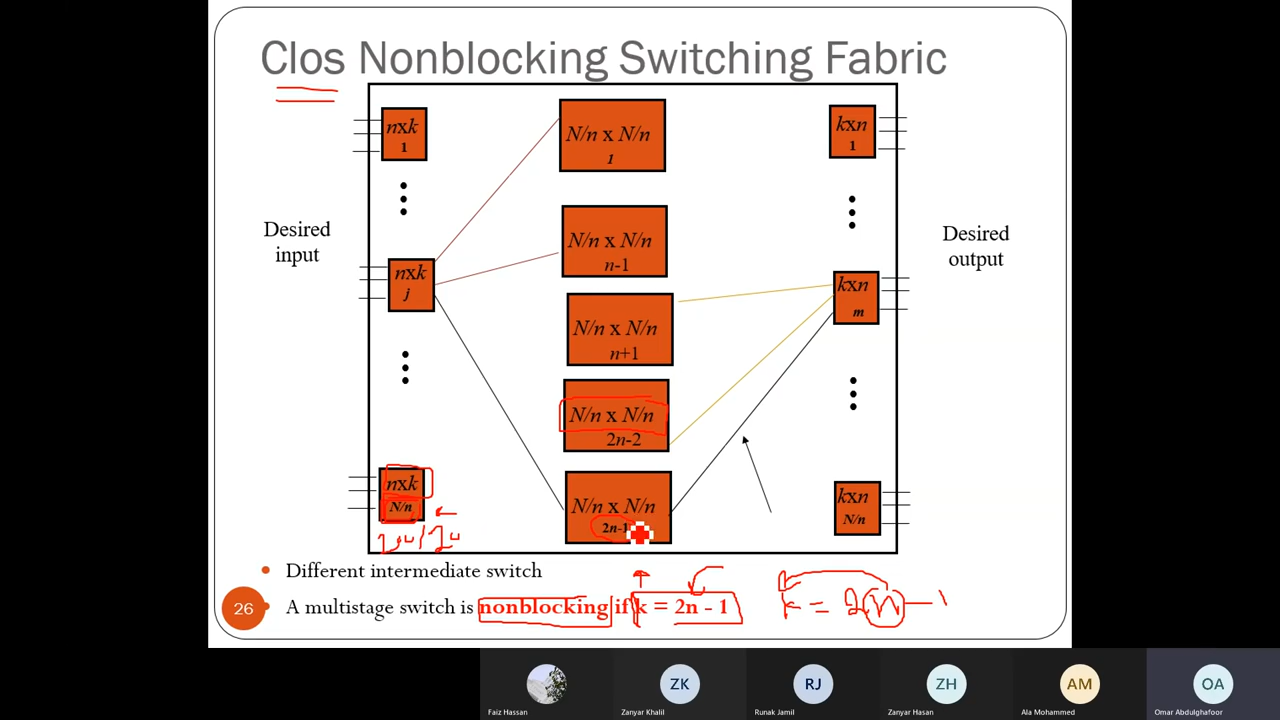 Clos Nonblocking Switching Fabric
nxk
1
N/n x N/n
1
kxn
1
Desired
input
N/n x N/n
n-1
Desired
output
nxk
j
kxn
m
N/n x N/n
n+1
N/n x N/n
2n-2
nxk
N/n
N/n x N/n
2n-1
kxn
N/n
Different intermediate switch
26
A multistage switch is nonblocking if k = 2n - 1
k = 2n-1
Faiz Hassan
ZK
Zanyar Khalil
RJ
Runak Jamil
ZH
Zanyar Hasan
AM
Ala Mohammed
OA
Omar Abdulghafoor